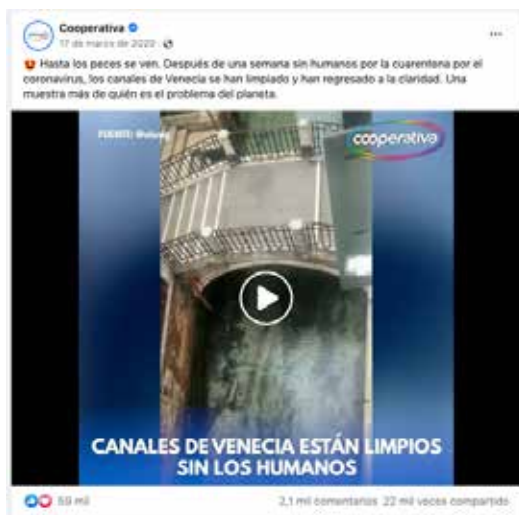 Cooperativa
17 de marzo de 2020 ·
Hasta los peces se ven. Después de una semana sin humanos por la cuarentena por el
coronavirus, los canales de Venecia se han limpiado y han regresado a la claridad. Una
muestra más de quién es el problema del planeta.
FUENTE:
cooperativa
CANALES DE VENECIA ESTÁN LIMPIOS
SIN LOS HUMANOS
59 mil
2,1 mil comentarios 22 mil veces compartido